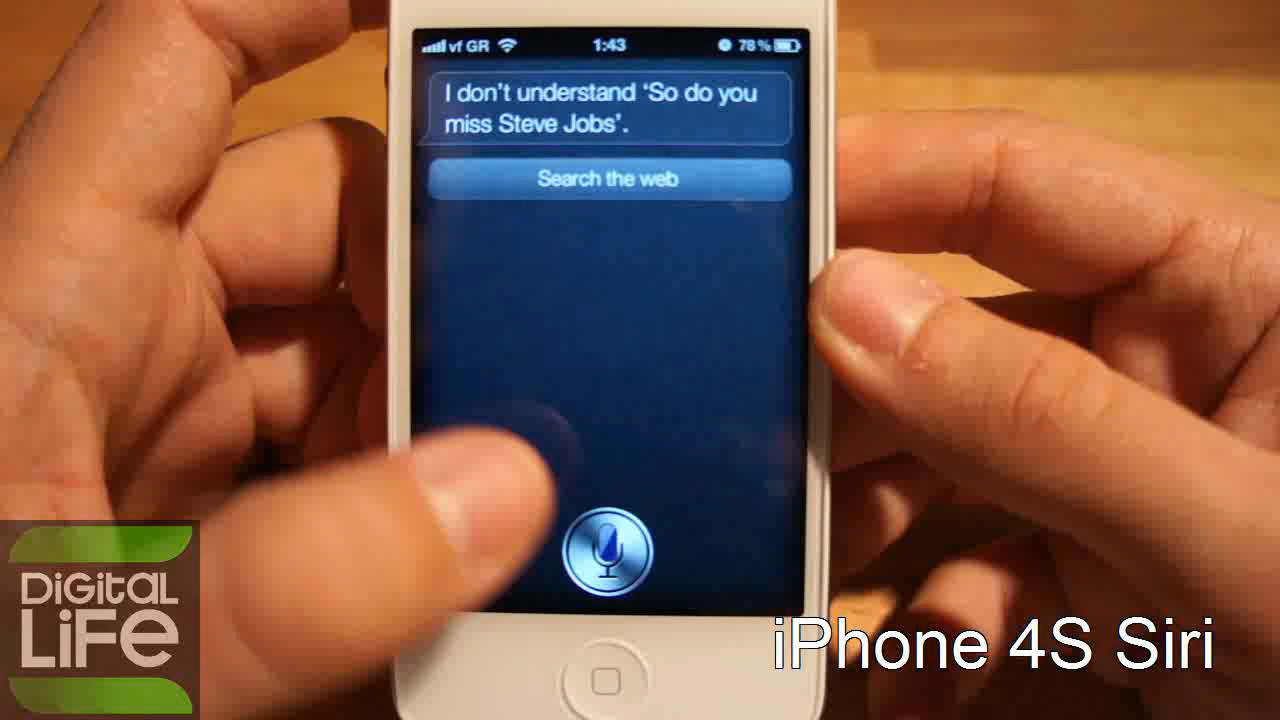 vf GR 1:43 78%
I don't understand ‘So do you
miss Steve Jobs’.
Search the web
DiGiTAL
LiFe
iPhone 4S Siri